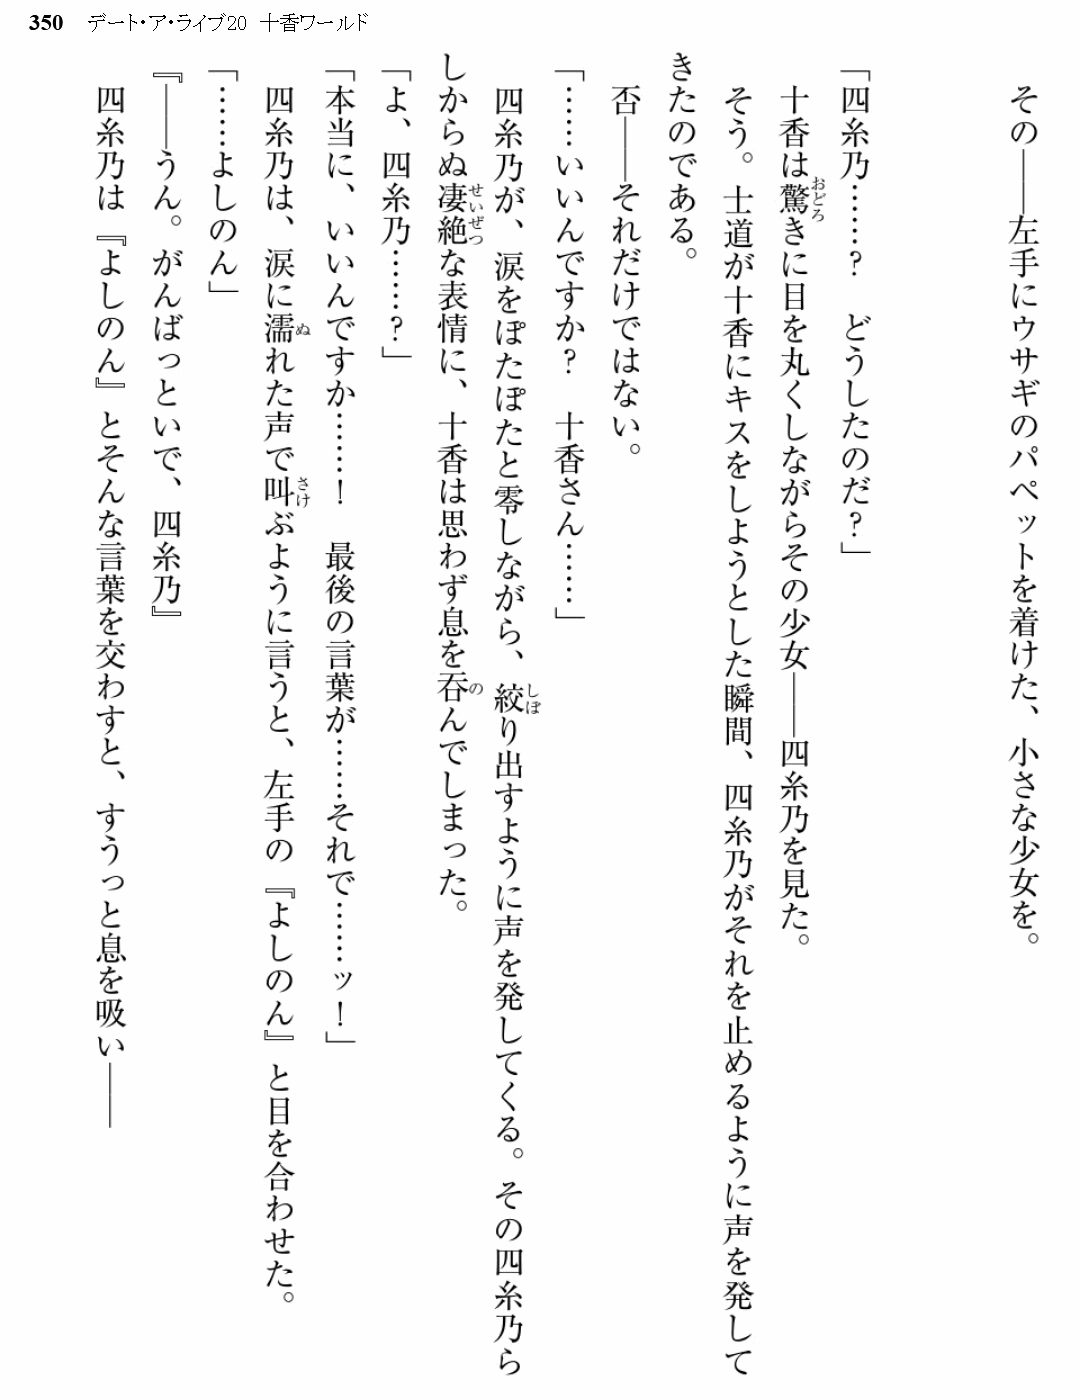 350 デート・ア・ライブ20 十香ワールド
その――左手にウサギのパペットを着けた、小さな少女を。
「四糸乃……？　どうしたのだ？」
十香は驚きに目を丸くしながらその少女――四糸乃を見た。
そう。士道が十香にキスをしようとした瞬間、四糸乃がそれを止めるように声を発して
きたのである。
否――それだけではない。
「……いいんですか？　十香さん……」
四糸乃が、涙をぽたぽたと零しながら、絞り出すように声を発してくる。その四糸乃ら
しからぬ凄絶な表情に、十香は思わず息を呑んでしまった。
「よ、四糸乃……？」
「本当に、いいんですか……！　最後の言葉が……それで……ッ！」
四糸乃は、涙に濡れた声で叫ぶように言うと、左手の『よしのん』と目を合わせた。
「……よしのん」
『――うん。がんばっといで、四糸乃』
四糸乃は『よしのん』とそんな言葉を交わすと、すうっと息を吸い――